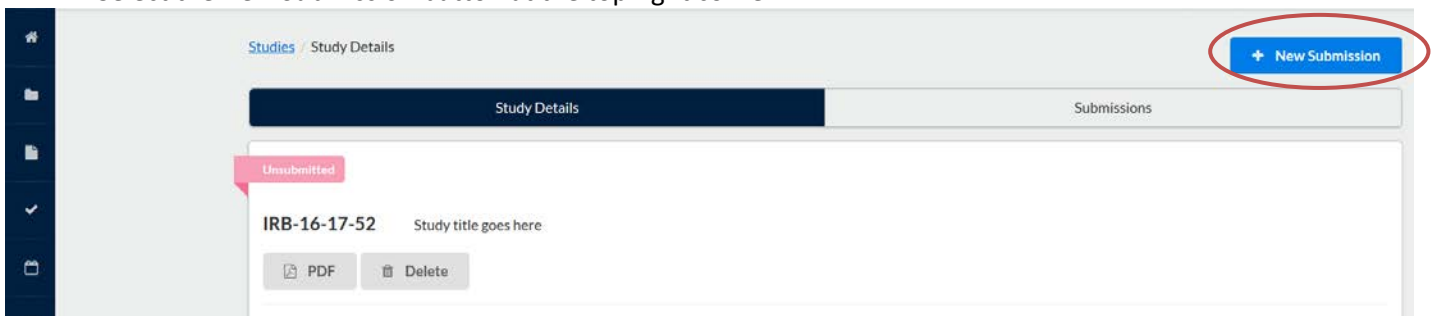 Studies / Study Details
+ New Submission
Study Details Submissions
Unsubmitted
IRB-16-17-52 Study title goes here
PDF Delete